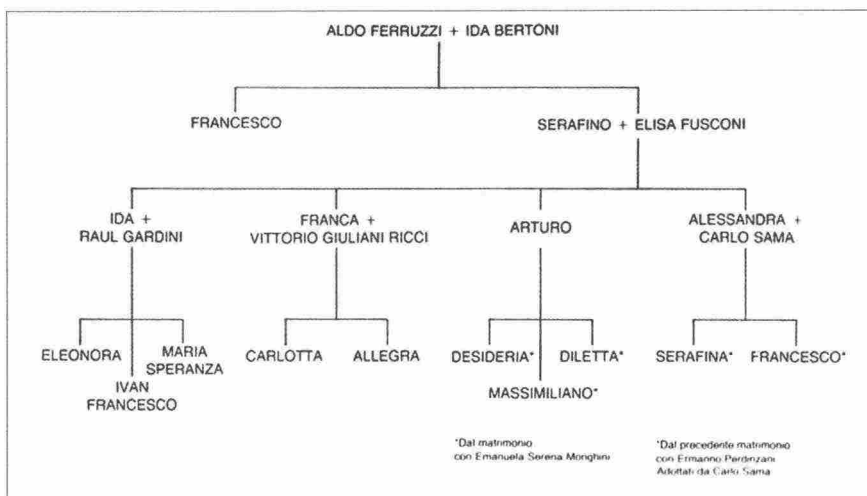 ALDO FERRUZZI + IDA BERTONI
FRANCESCO
SERAFINO + ELISA FUSCONI
IDA +
RAUL GARDINI
FRANCA +
VITTORIO GIULIANI RICCI
ARTURO
ALESSANDRA +
CARLO SAMA
ELEONORA
IVAN
FRANCESCO
MARIA
SPERANZA
CARLOTTA
ALLEGRA
DESIDERIA*
MASSIMILIANO*
DILETTA*
SERAFINA*
FRANCESCO*
*Dal matrimonio
con Emanuela Serena Monghini
*Dal precedente matrimonio
con Ermanno Perdinzani
Adottati da Carlo Sama